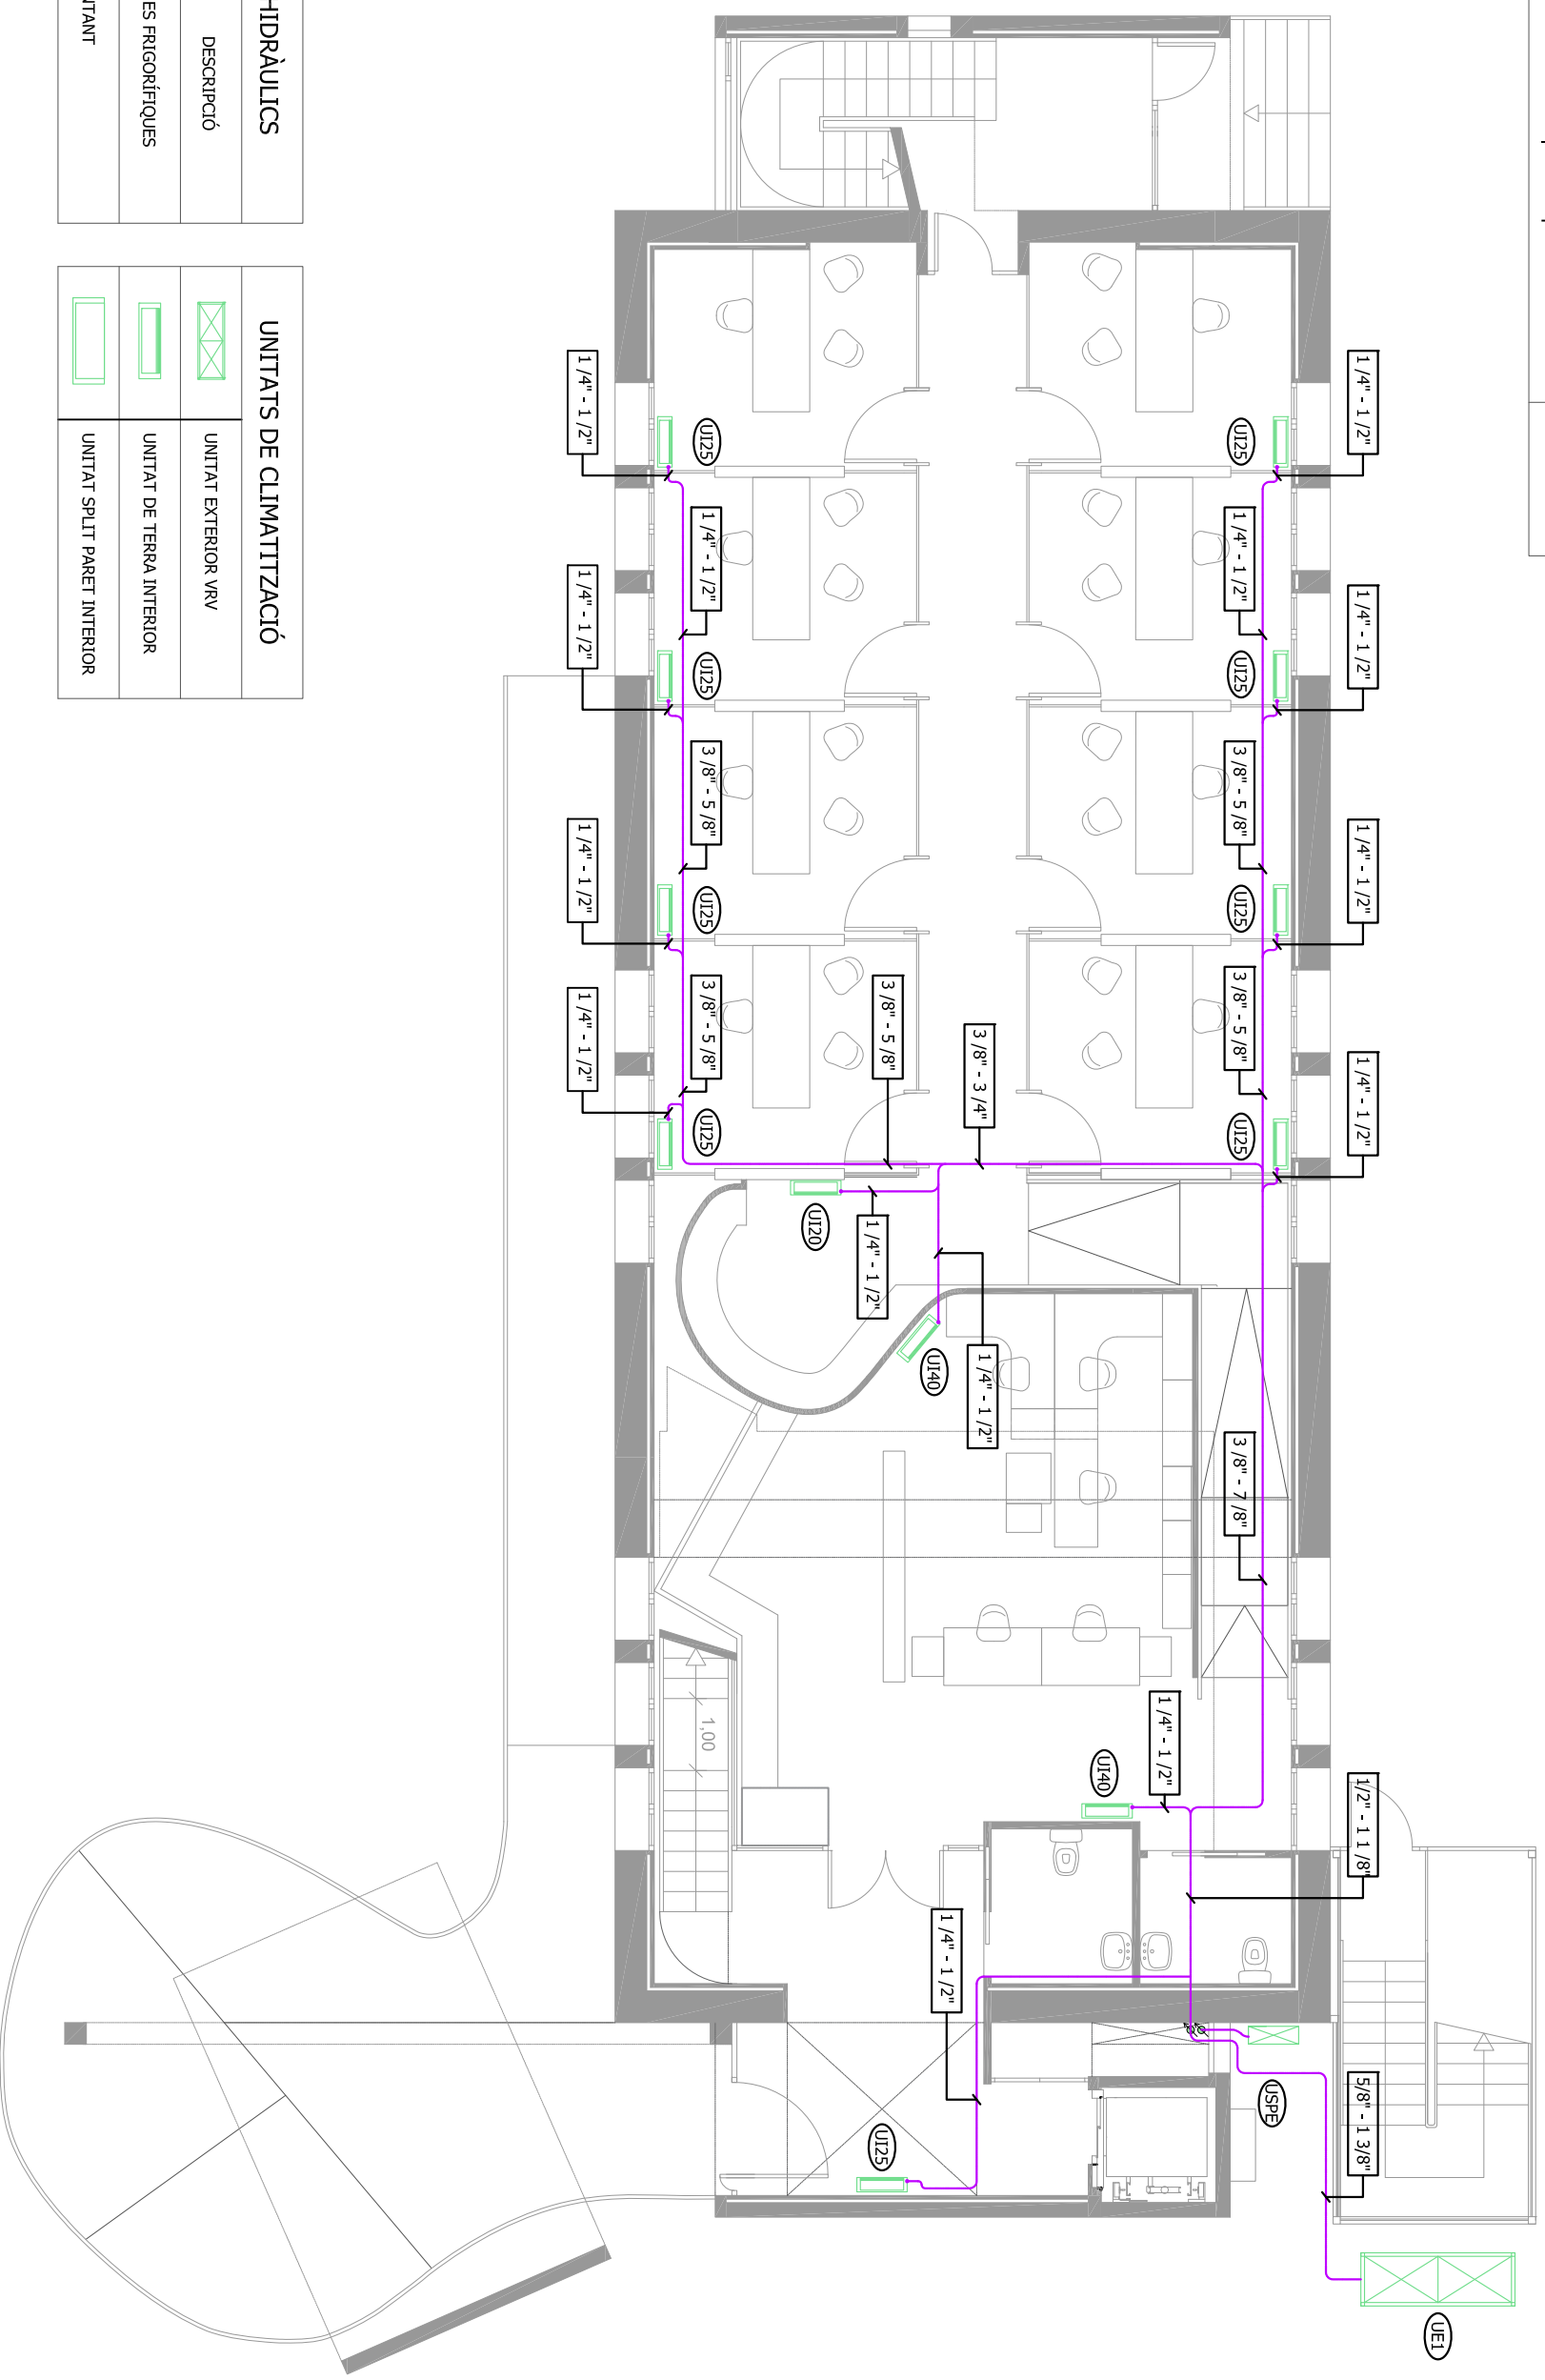 UE1
1 /4" - 1 /2"
1 /4" - 1 /2"
1 /4" - 1 /2"
1 /4" - 1 /2"
1/2" - 1 1 /8"
5/8" - 1 3/8"
USPE
UI25
1 /4" - 1 /2"
UI25
3 /8" - 5 /8"
UI25
3 /8" - 5 /8"
UI25
3 /8" - 7 /8"
1 /4" - 1 /2"
UI40
3 /8" - 3 /4"
1 /4" - 1 /2"
1 /4" - 1 /2"
UI40
3 /8" - 5 /8"
UI25
1 /4" - 1 /2"
UI20
UI25
1 /4" - 1 /2"
UI25
3 /8" - 5 /8"
UI25
3 /8" - 5 /8"
UI25
1,00
1 /4" - 1 /2"
1 /4" - 1 /2"
1 /4" - 1 /2"
1 /4" - 1 /2"
HIDRÀULICS
DESCRIPCIÓ
ES FRIGORÍFIQUES
NTANT
UNITATS DE CLIMATITZACIÓ
UNITAT EXTERIOR VRV
UNITAT DE TERRA INTERIOR
UNITAT SPLIT PARET INTERIOR